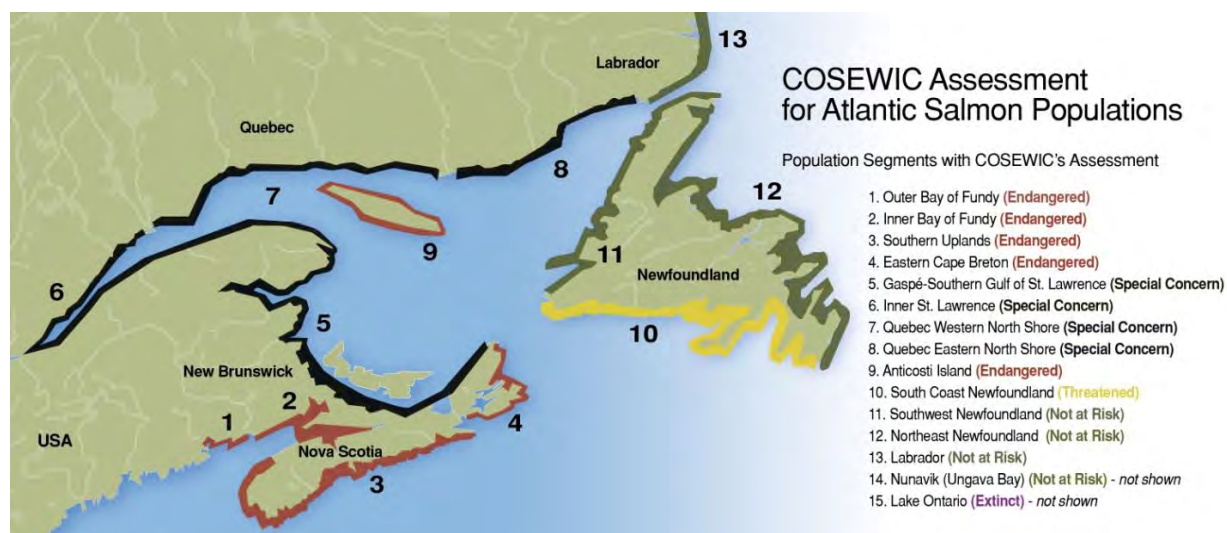 COSEWIC Assessment
for Atlantic Salmon Populations
Population Segments with COSEWIC's Assessment
1. Outer Bay of Fundy (Endangered)
2. Inner Bay of Fundy (Endangered)
3. Southern Uplands (Endangered)
4. Eastern Cape Breton (Endangered)
5. Gaspé-Southern Gulf of St. Lawrence (Special Concern)
6. Inner St. Lawrence (Special Concern)
7. Quebec Western North Shore (Special Concern)
8. Quebec Eastern North Shore (Special Concern)
9. Anticosti Island (Endangered)
10. South Coast Newfoundland (Threatened)
11. Southwest Newfoundland (Not at Risk)
12. Northeast Newfoundland (Not at Risk)
13. Labrador (Not at Risk)
14. Nunavik (Ungava Bay) (Not at Risk) - not shown
15. Lake Ontario (Extinct) - not shown
13
Labrador
Quebec
8
7
12
9
11
Newfoundland
6
5
10
New Brunswick
2
1
4
USA
Nova Scotia
3